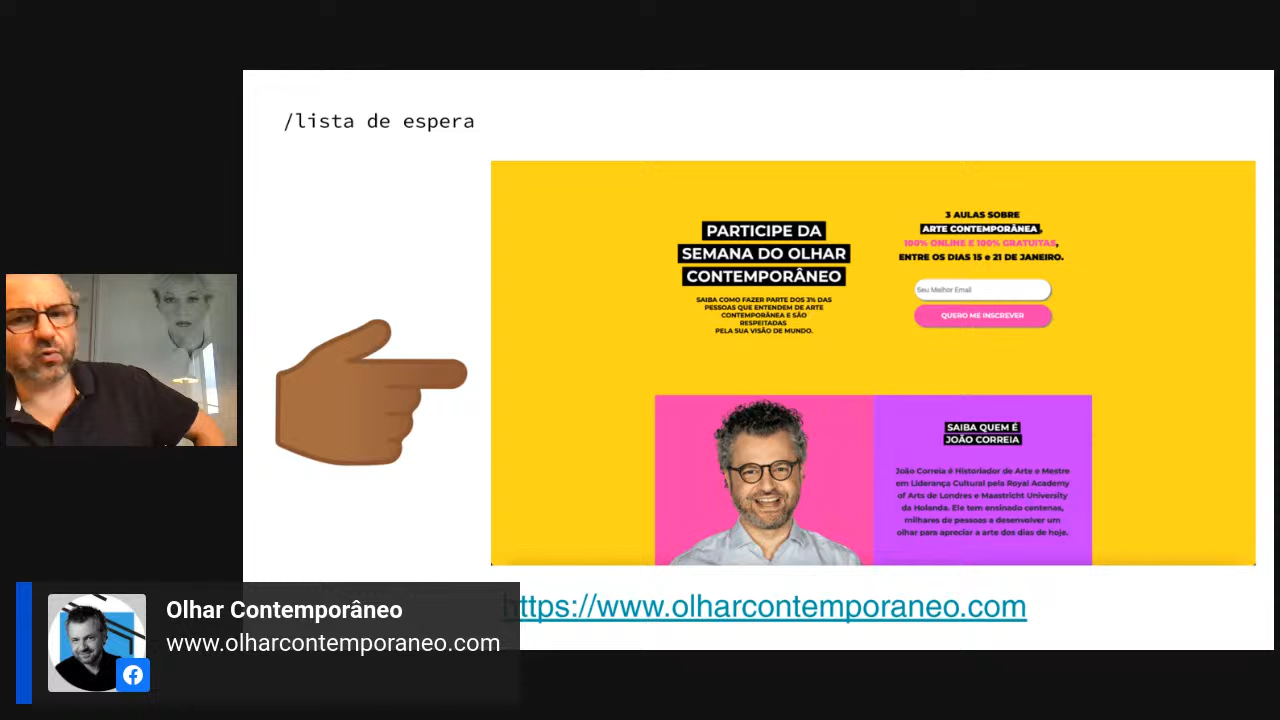 /lista de espera
PARTICIPE DA
SEMANA DO OLHAR
CONTEMPORÂNEO
SAIBA COMO FAZER PARTE DOS 3% DAS
PESSOAS QUE ENTENDEM DE ARTE
CONTEMPORÂNEA E SÃO
RESPEITADAS
PELA SUA VISÃO DE MUNDO.
3 AULAS SOBRE
ARTE CONTEMPORÂNEA,
100% ONLINE E 100% GRATUITAS,
ENTRE OS DIAS 15 e 21 DE JANEIRO.
Seu Melhor Email
QUERO ME INSCREVER
SAIBA QUEM É
JOÃO CORREIA
João Correia é Historiador de Arte e Mestre
em Liderança Cultural pela Royal Academy
of Arts de Londres e Maastricht University
da Holanda. Ele tem ensinado centenas,
milhares de pessoas a desenvolver um
olhar para apreciar a arte dos dias de hoje.
https://www.olharcontemporaneo.com
Olhar Contemporâneo
www.olharcontemporaneo.com